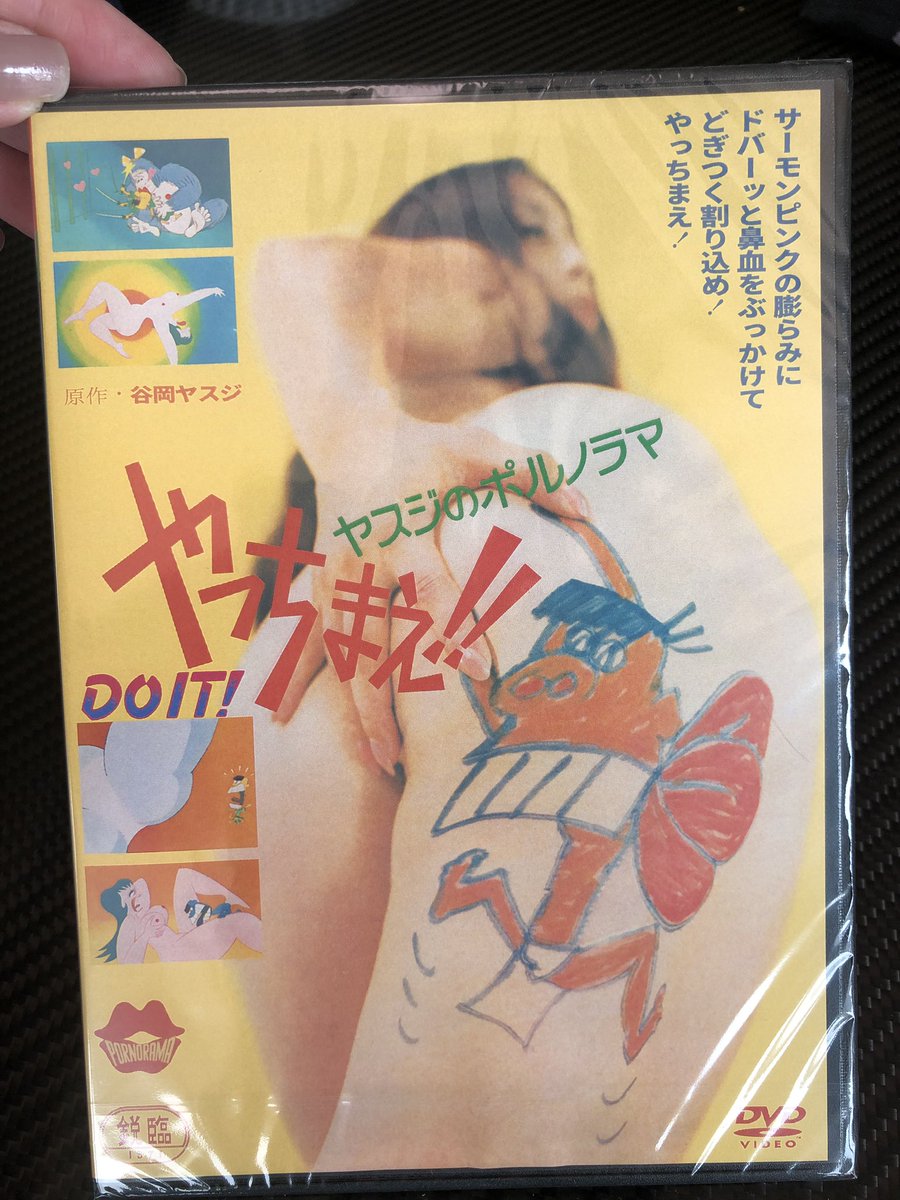 サーモンピンクの膨らみに
ドバーッと鼻血をぶっかけて
どぎつく割り込め!
やっちまえ!
原作・谷岡ヤスジ
ヤスジのポルノラマ
やっちまえ!!
DO IT!
PORNORAMA
鋭臨
DVD
VIDEO™